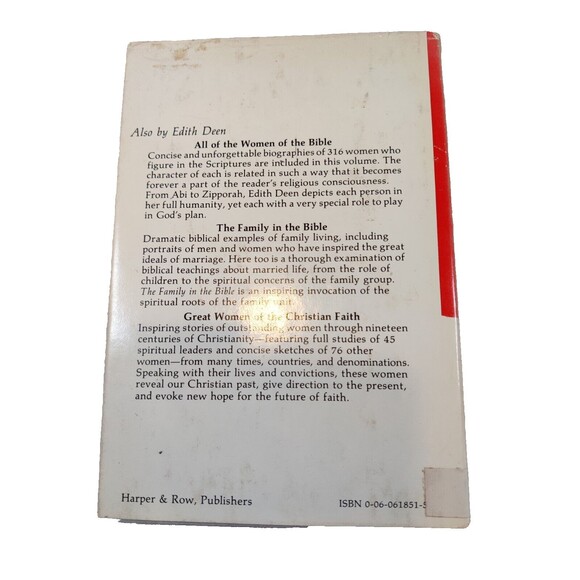 Also by Edith Deen
All of the Women of the Bible
Concise and unforgettable biographies of 316 women who
figure in the Scriptures are included in this volume. The
character of each is related in such a way that it becomes
forever a part of the reader's religious consciousness.
From Abi to Zipporah, Edith Deen depicts each person in
her full humanity, yet each with a very special role to play
in God's plan.
The Family in the Bible
Dramatic biblical examples of family living, including
portraits of men and women who have inspired the great
ideals of marriage. Here too is a thorough examination of
biblical teachings about married life, from the role of
children to the spiritual concerns of the family group.
The Family in the Bible is an inspiring invocation of the
spiritual roots of the family unit.
Great Women of the Christian Faith
Inspiring stories of outstanding women through nineteen
centuries of Christianity—featuring full studies of 45
spiritual leaders and concise sketches of 76 other
women—from many times, countries, and denominations.
Speaking with their lives and convictions, these women
reveal our Christian past, give direction to the present,
and evoke new hope for the future of faith.
Harper & Row, Publishers
ISBN 0-06-061851-5